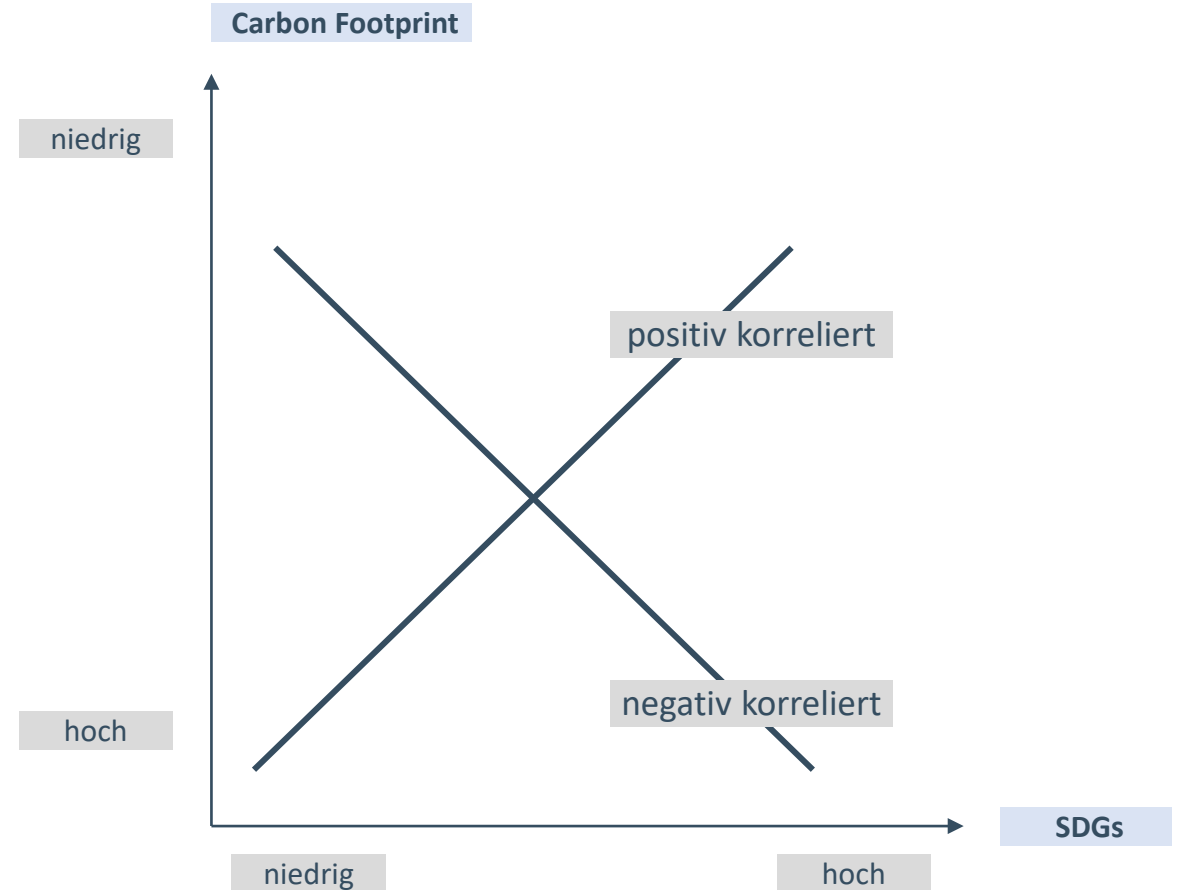 Carbon Footprint
niedrig
positiv korreliert
negativ korreliert
hoch
SDGs
niedrig
hoch